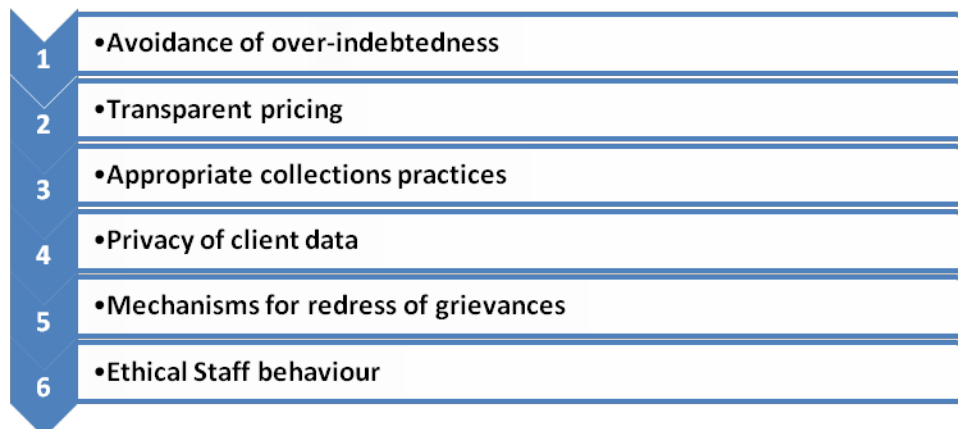 1 •Avoidance of over-indebtedness
2 •Transparent pricing
3 •Appropriate collections practices
4 •Privacy of client data
5 •Mechanisms for redress of grievances
6 •Ethical Staff behaviour